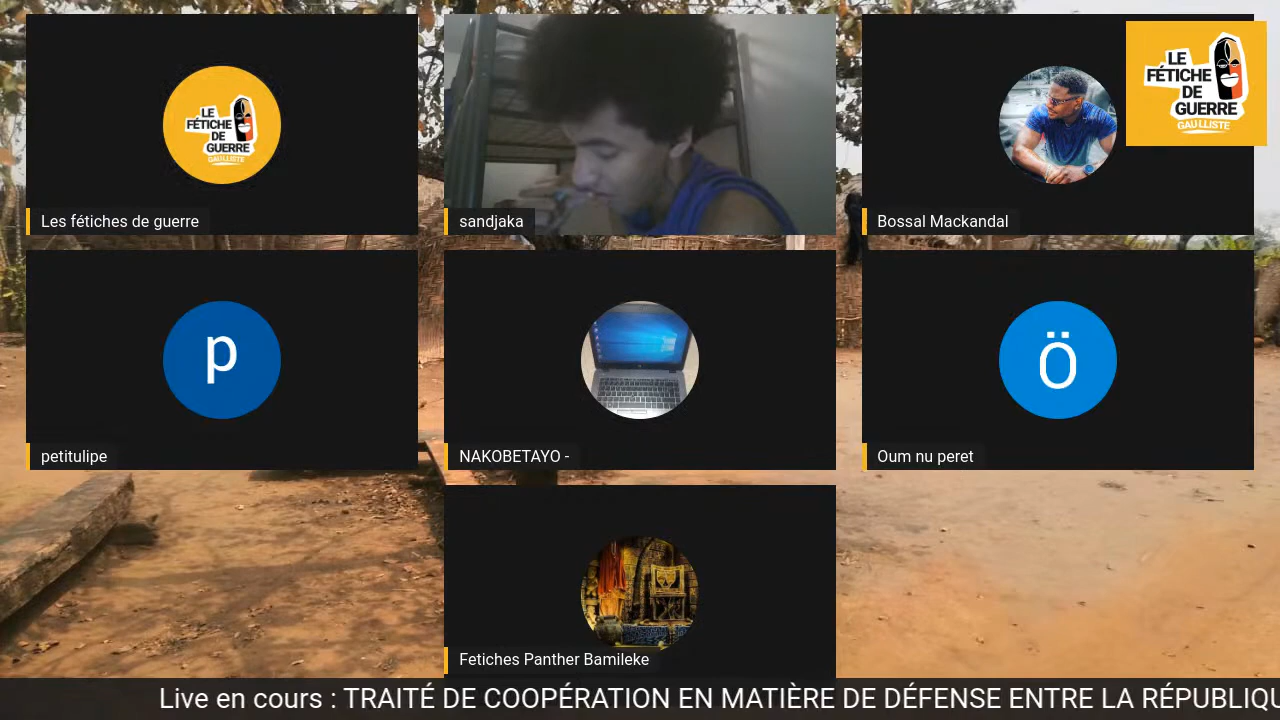 LE
FÉTICHE
DE
GUERRE
GAULLISTE
Les fétiches de guerre
sandjaka
Bossal Mackandal
LE
FÉTICHE
DE
GUERRE
GAULLISTE
p
petitulipe
NAKOBETAYO -
Ö
Oum nu peret
Fetiches Panther Bamileke
Live en cours : TRAITÉ DE COOPÉRATION EN MATIÈRE DE DÉFENSE ENTRE LA RÉPUBLIQU